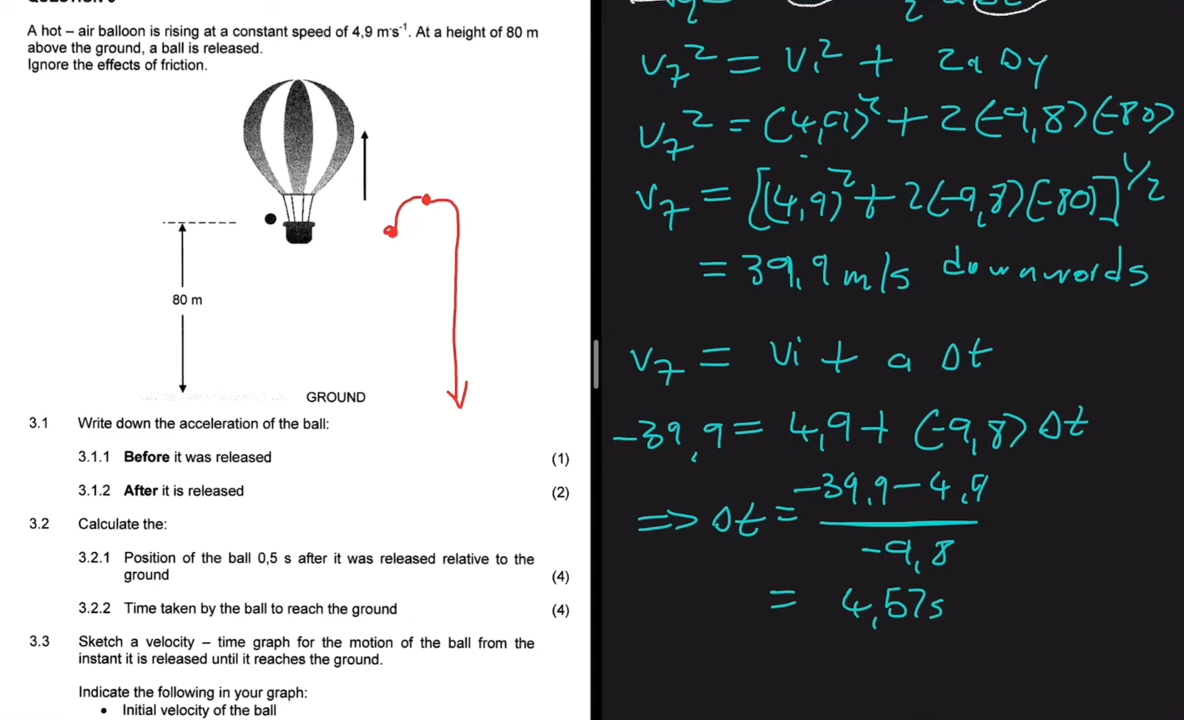 A hot – air balloon is rising at a constant speed of 4,9 m·s⁻¹. At a height of 80 m
above the ground, a ball is released.
Ignore the effects of friction.
80 m
GROUND
3.1 Write down the acceleration of the ball:
3.1.1 Before it was released (1)
3.1.2 After it is released (2)
3.2 Calculate the:
3.2.1 Position of the ball 0,5 s after it was released relative to the
ground (4)
3.2.2 Time taken by the ball to reach the ground (4)
3.3 Sketch a velocity – time graph for the motion of the ball from the
instant it is released until it reaches the ground.
Indicate the following in your graph:
• Initial velocity of the ball
vf² = vi² + 2a Δy
vf² = (4,9)² + 2(-9,8)(-80)
vf = [(4,9)² + 2(-9,8)(-80)]^1/2
= 39,9 m/s downwords
vf = vi + a Δt
-39,9 = 4,9 + (-9,8) Δt
=> Δt = -39,9 - 4,9
-9,8
= 4,57s